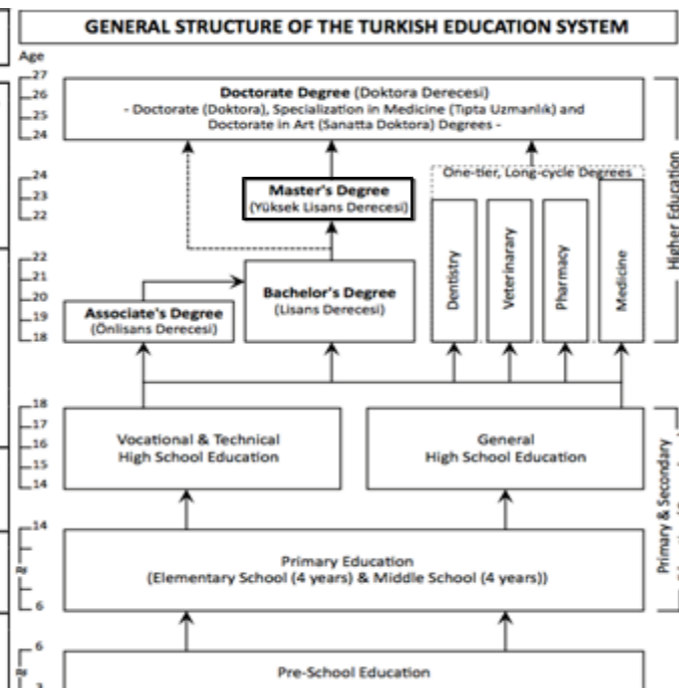 GENERAL STRUCTURE OF THE TURKISH EDUCATION SYSTEM
Age
27
26
25
24
Doctorate Degree (Doktora Derecesi)
- Doctorate (Doktora), Specialization in Medicine (Tıpta Uzmanlık) and
Doctorate in Art (Sanatta Doktora) Degrees -
24
23
22
Master's Degree
(Yüksek Lisans Derecesi)
One-tier, Long-cycle Degrees
Dentistry
Veterinarary
Pharmacy
Medicine
Higher Education
22
21
20
19
18
Bachelor's Degree
(Lisans Derecesi)
Associate's Degree
(Önlisans Derecesi)
18
17
16
15
14
Vocational & Technical
High School Education
General
High School Education
Primary & Secondary
14
6
Primary Education
(Elementary School (4 years) & Middle School (4 years))
6
Pre-School Education